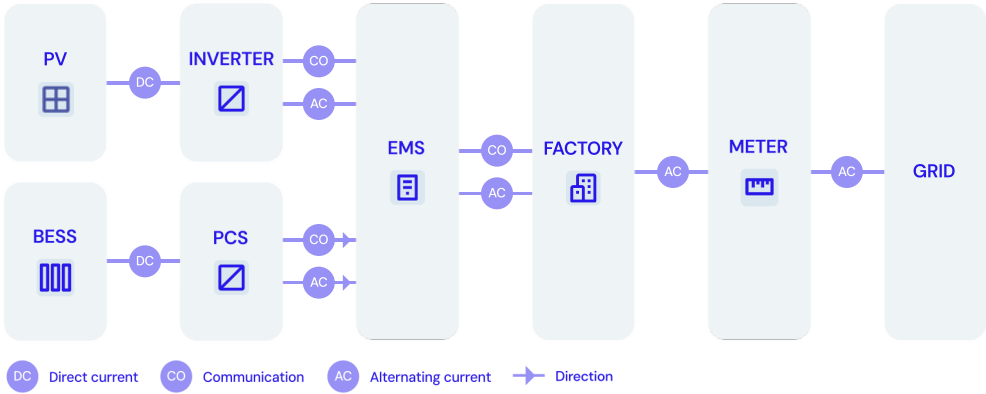 PV
DC
INVERTER
CO
AC
BESS
DC
PCS
CO
AC
EMS
CO
AC
FACTORY
AC
METER
AC
GRID
DC Direct current
CO Communication
AC Alternating current
Direction